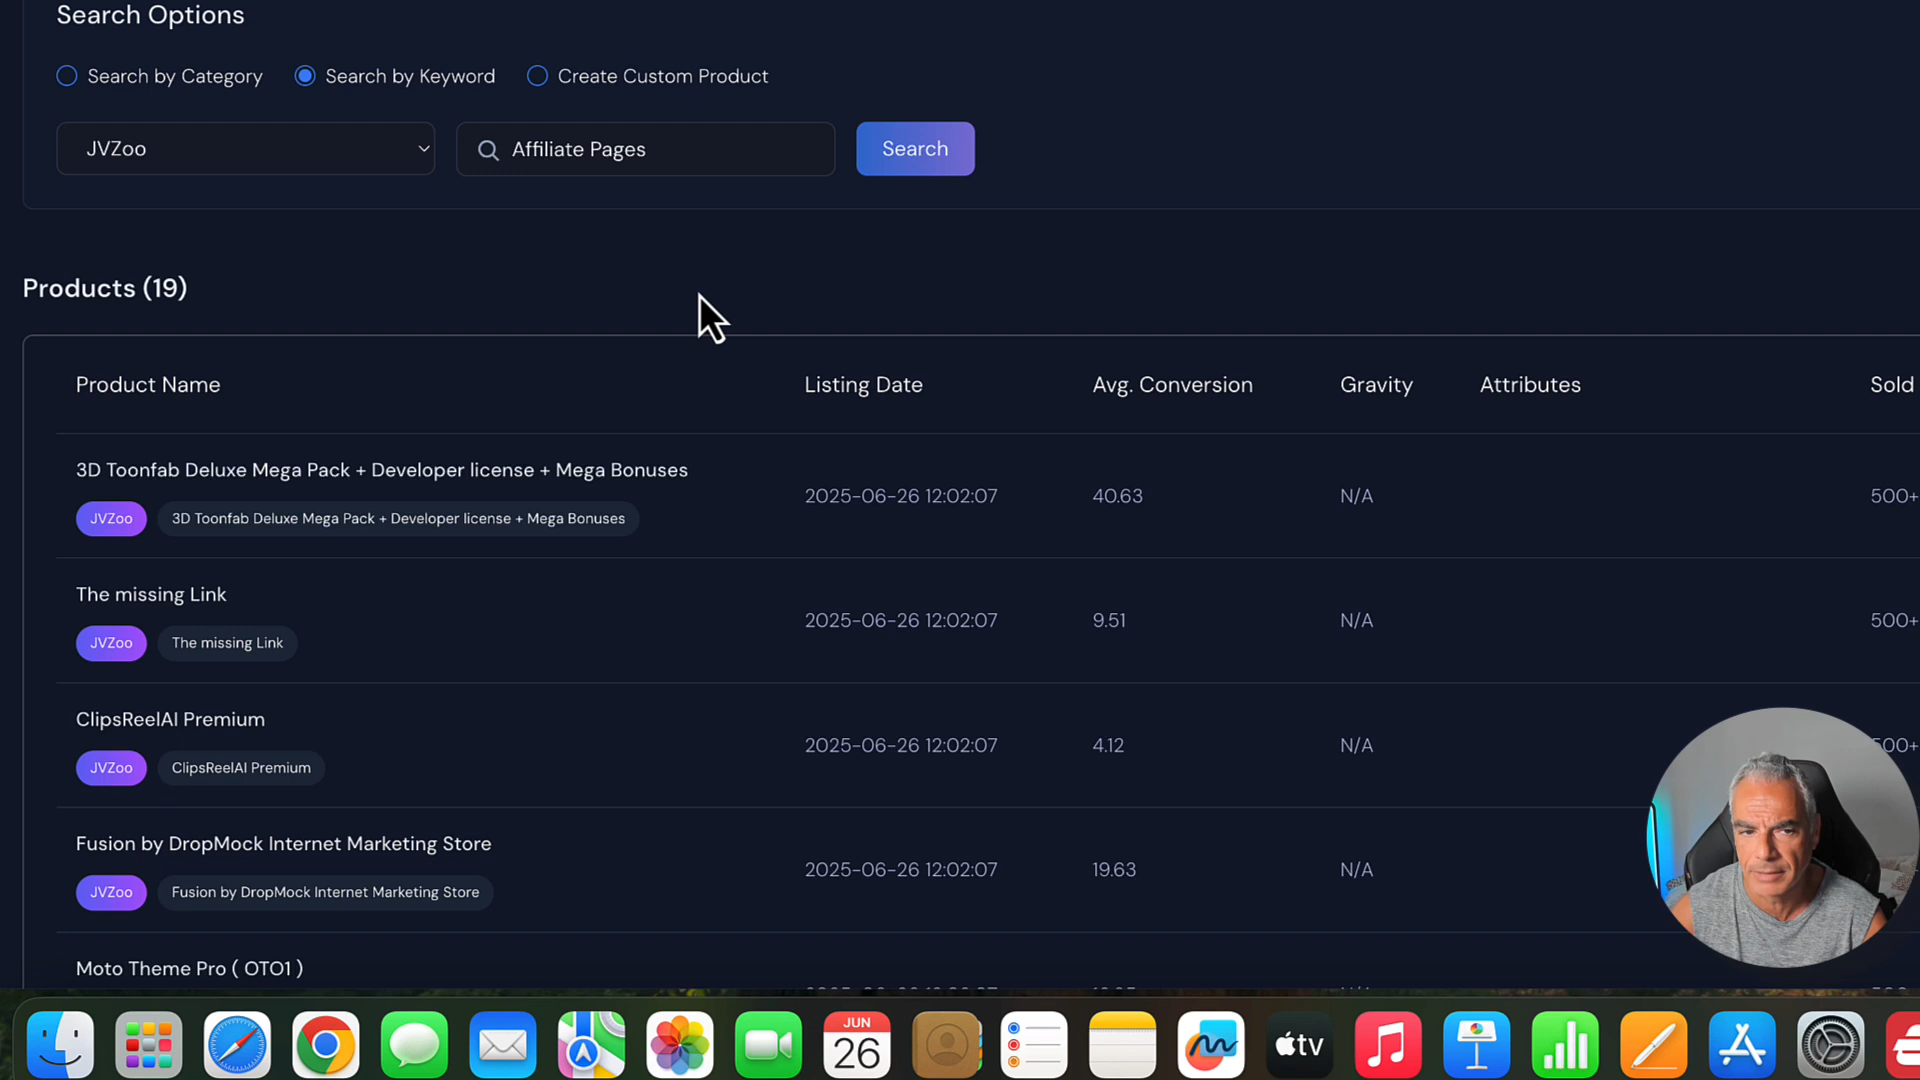 Search Options
Search by Category Search by Keyword Create Custom Product
JVZoo Affiliate Pages Search
Products (19)
Product Name Listing Date Avg. Conversion Gravity Attributes Sold
3D Toonfab Deluxe Mega Pack + Developer license + Mega Bonuses
2025-06-26 12:02:07 40.63 N/A 500+
JVZoo 3D Toonfab Deluxe Mega Pack + Developer license + Mega Bonuses
The missing Link
2025-06-26 12:02:07 9.51 N/A 500+
JVZoo The missing Link
ClipsReelAI Premium
2025-06-26 12:02:07 4.12 N/A 500+
JVZoo ClipsReelAI Premium
Fusion by DropMock Internet Marketing Store
2025-06-26 12:02:07 19.63 N/A
JVZoo Fusion by DropMock Internet Marketing Store
Moto Theme Pro ( OTO1 )
JUN
26
tv